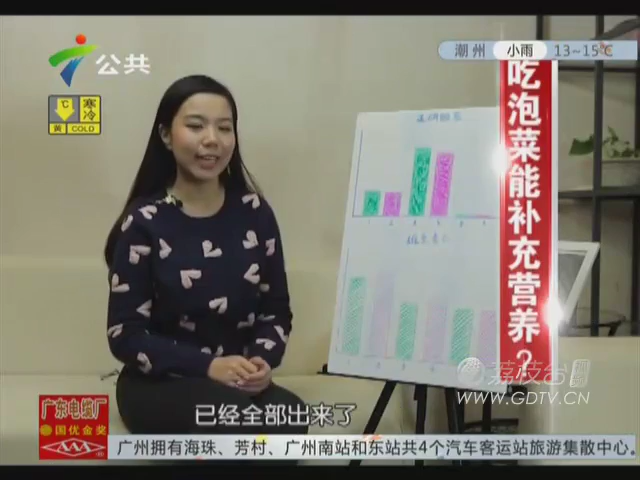 公共
潮州 小雨 13~15℃
℃ 寒冷
黄 COLD
吃泡菜能补充营养?
荔枝台
www.GDTV.CN
已经全部出来了
广东电缆厂
国优金奖
AAA
广州拥有海珠、芳村、广州南站和东站共4个汽车客运站旅游集散中心。